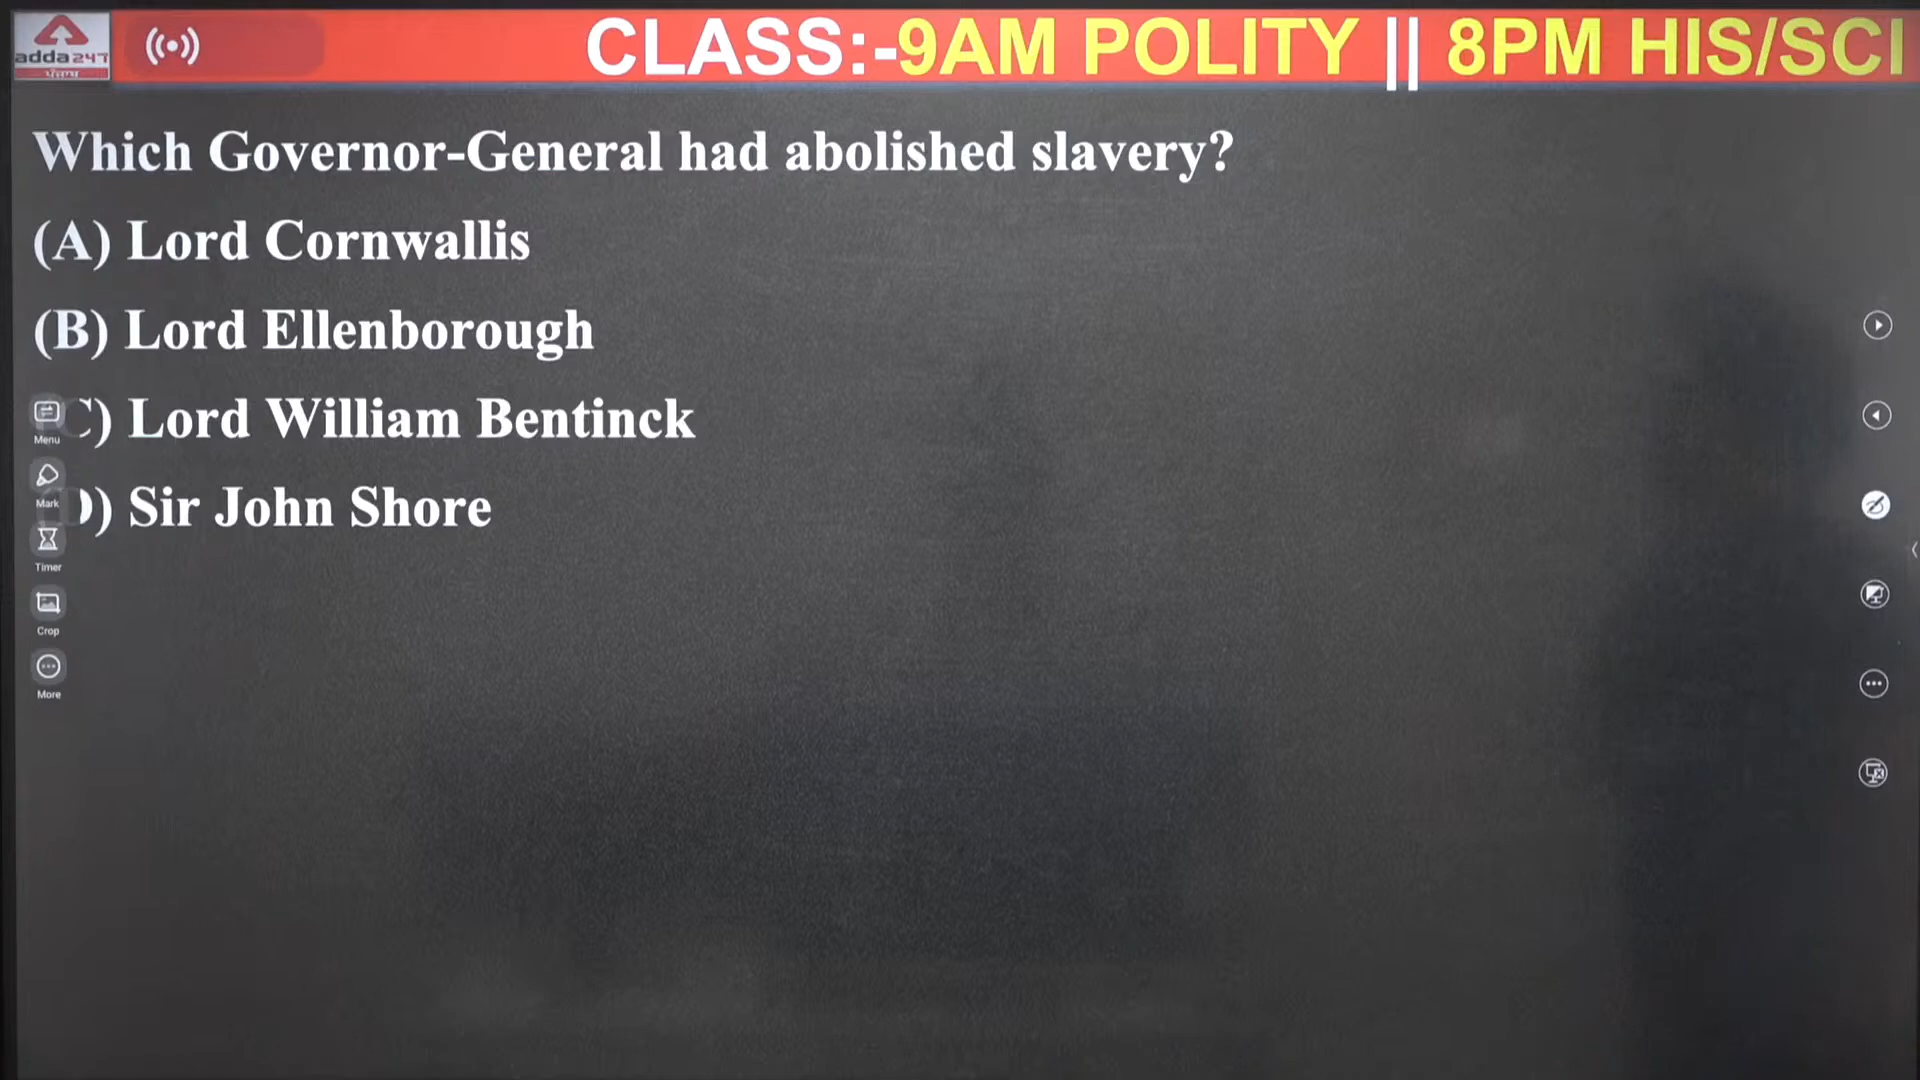 adda247
ਪੰਜਾਬ
CLASS:-9AM POLITY || 8PM HIS/SCI
Which Governor-General had abolished slavery?
(A) Lord Cornwallis
(B) Lord Ellenborough
C) Lord William Bentinck
D) Sir John Shore
Menu
Mark
Timer
Crop
More